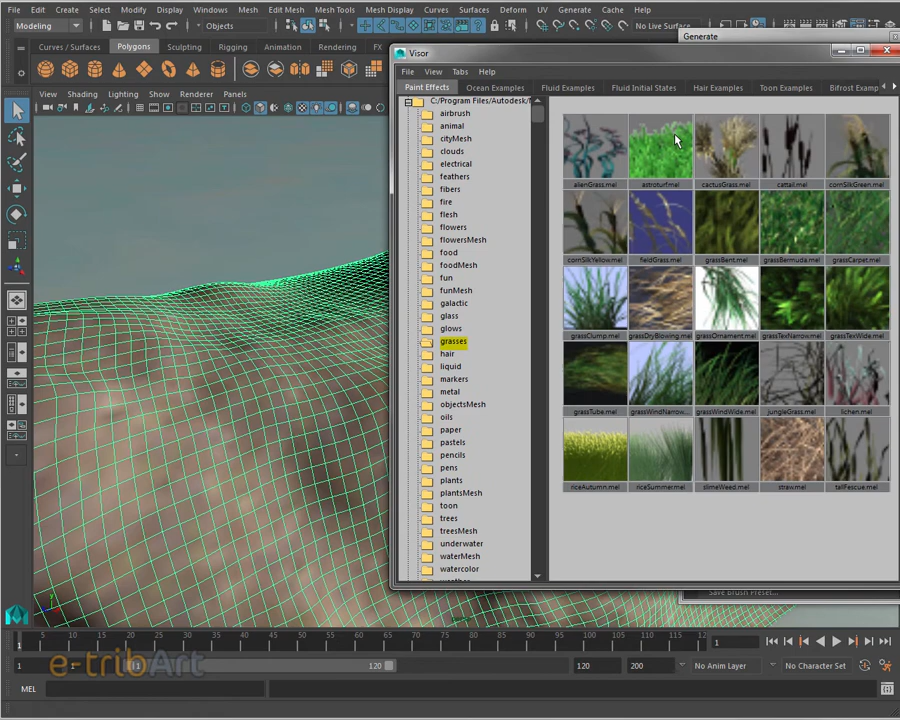 File Edit Create Select Modify Display Windows Mesh Edit Mesh Mesh Tools Mesh Display Curves Surfaces Deform UV Generate Cache Help
Modeling Objects No Live Surface
Generate
Curves / Surfaces Polygons Sculpting Rigging Animation Rendering FX
Visor
File View Tabs Help
View Shading Lighting Show Renderer Panels
Paint Effects Ocean Examples Fluid Examples Fluid Initial States Hair Examples Toon Examples Bifrost Examp
C:/Program Files/Autodesk/
airbrush
animal
cityMesh
clouds
electrical
feathers
fibers
fire
flesh
flowers
flowersMesh
food
foodMesh
fun
funMesh
galactic
glass
glows
grasses
hair
liquid
markers
metal
objectsMesh
oils
paper
pastels
pencils
pens
plants
plantsMesh
toon
trees
treesMesh
underwater
waterMesh
watercolor
alienGrass.mel astroturf.mel cactusGrass.mel cattail.mel cornSilkGreen.mel
cornSilkYellow.mel fieldGrass.mel grassBent.mel grassBermuda.mel grassCarpet.mel
grassClump.mel grassDryBlowing.mel grassOrnament.mel grassTexNarrow.mel grassTexWide.mel
grassTube.mel grassWindNarrow... grassWindWide.mel jungleGrass.mel lichen.mel
riceAutumn.mel riceSummer.mel slimeWeed.mel straw.mel tallFescue.mel
Save Brush Preset...
1 5 10 15 20 25 30 35 40 45 50 55 60 65 70 75 80 85 90 95 100 105 110 115 12 1
1 1 1 120 120 200 No Anim Layer No Character Set
e-tribArt
MEL